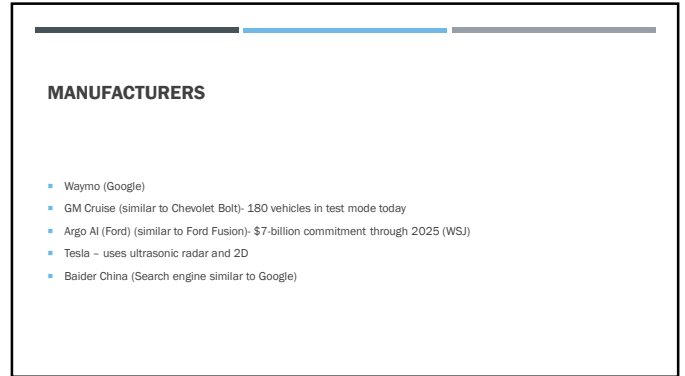 MANUFACTURERS
Waymo (Google)
GM Cruise (similar to Chevolet Bolt)- 180 vehicles in test mode today
Argo AI (Ford) (similar to Ford Fusion)- $7-billion commitment through 2025 (WSJ)
Tesla – uses ultrasonic radar and 2D
Baider China (Search engine similar to Google)